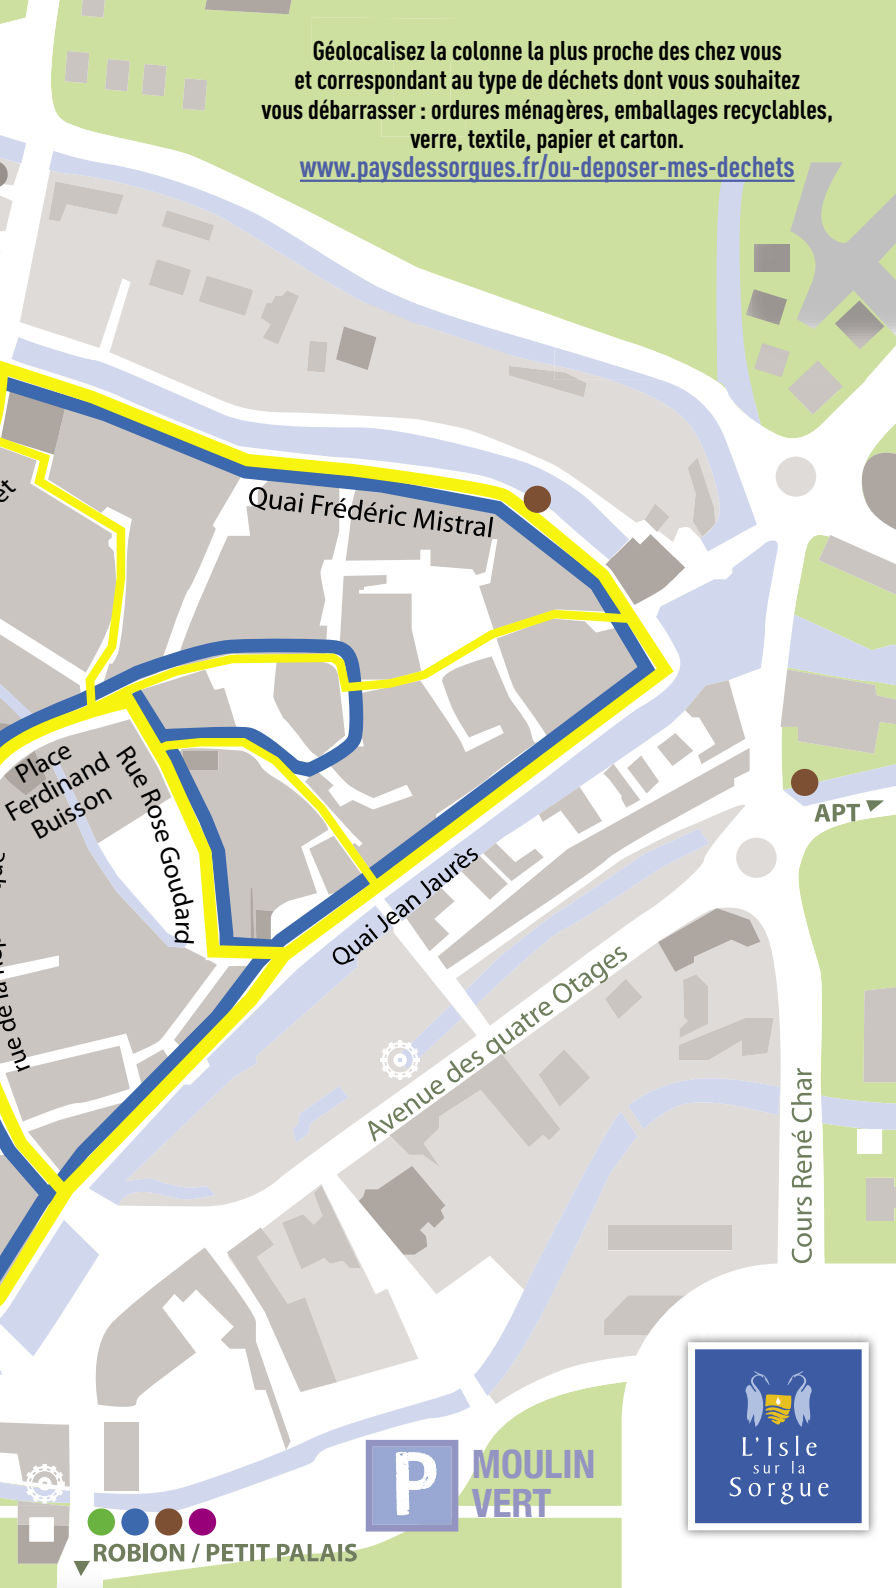 Géolocalisez la colonne la plus proche des chez vous
et correspondant au type de déchets dont vous souhaitez
vous débarrasser : ordures ménagères, emballages recyclables,
verre, textile, papier et carton.
www.paysdessorgues.fr/ou-deposer-mes-dechets
Quai Frédéric Mistral
Place
Ferdinand
Buisson
Rue Rose Goudard
APT
Quai Jean Jaurès
Avenue des quatre Otages
Cours René Char
L'Isle
sur la
Sorgue
P
MOULIN
VERT
ROBION / PETIT PALAIS